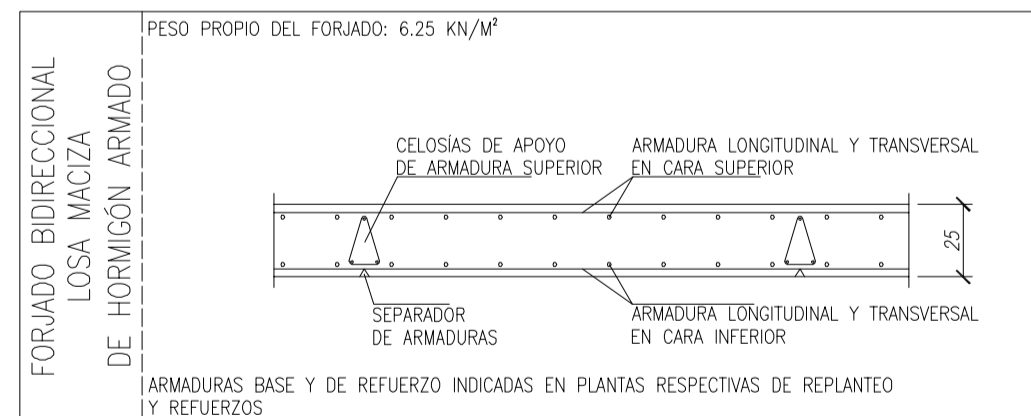 FORJADO BIDIRECCIONAL
LOSA MACIZA
DE HORMIGÓN ARMADO
PESO PROPIO DEL FORJADO: 6.25 KN/M²
CELOSÍAS DE APOYO
DE ARMADURA SUPERIOR
ARMADURA LONGITUDINAL Y TRANSVERSAL
EN CARA SUPERIOR
25
SEPARADOR
DE ARMADURAS
ARMADURA LONGITUDINAL Y TRANSVERSAL
EN CARA INFERIOR
ARMADURAS BASE Y DE REFUERZO INDICADAS EN PLANTAS RESPECTIVAS DE REPLANTEO
Y REFUERZOS